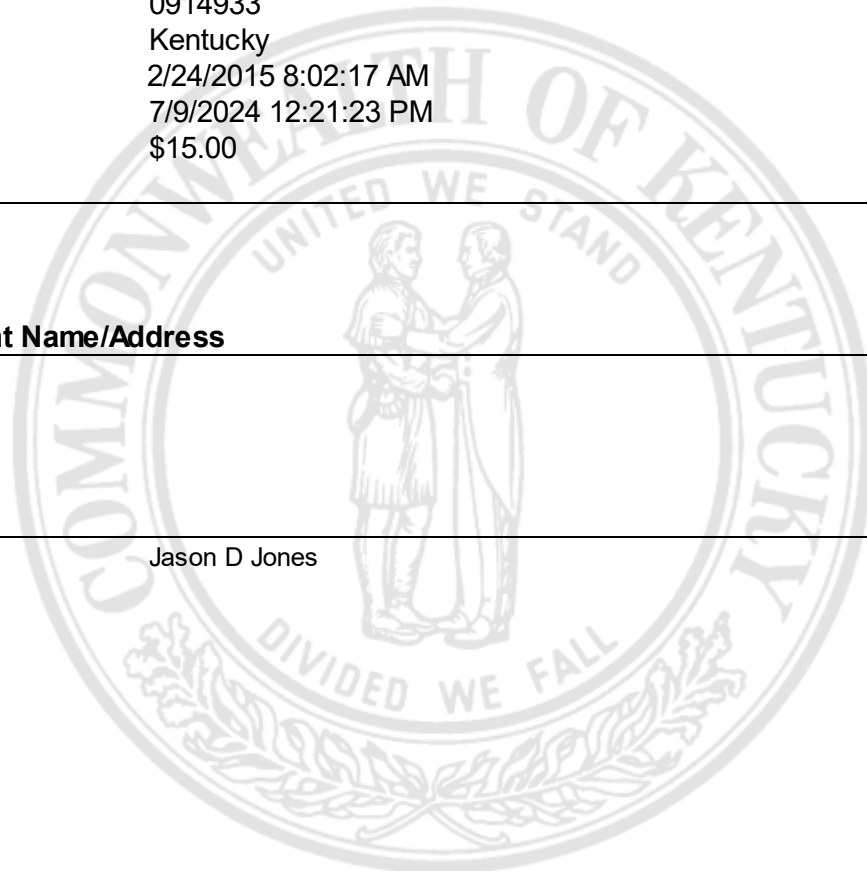 0914933
Kentucky
2/24/2015 8:02:17 AM
7/9/2024 12:21:23 PM
$15.00
COMMONWEALTH OF KENTUCKY
UNITED WE STAND
t Name/Address
Jason D Jones
DIVIDED WE FALL